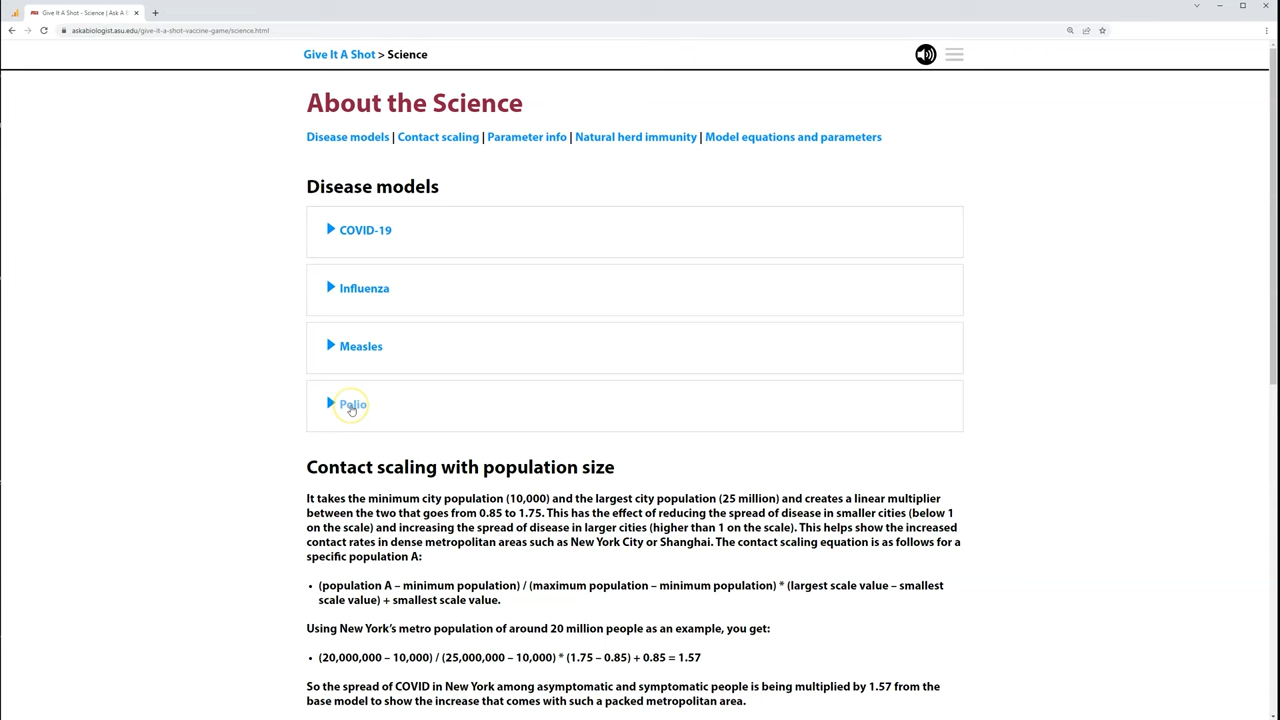 Give It A Shot - Science | Ask A B
askabiologist.asu.edu/give-it-a-shot-vaccine-game/science.html
Give It A Shot > Science
About the Science
Disease models | Contact scaling | Parameter info | Natural herd immunity | Model equations and parameters
Disease models
COVID-19
Influenza
Measles
Polio
Contact scaling with population size
It takes the minimum city population (10,000) and the largest city population (25 million) and creates a linear multiplier
between the two that goes from 0.85 to 1.75. This has the effect of reducing the spread of disease in smaller cities (below 1
on the scale) and increasing the spread of disease in larger cities (higher than 1 on the scale). This helps show the increased
contact rates in dense metropolitan areas such as New York City or Shanghai. The contact scaling equation is as follows for a
specific population A:
• (population A – minimum population) / (maximum population – minimum population) * (largest scale value – smallest
scale value) + smallest scale value.
Using New York's metro population of around 20 million people as an example, you get:
• (20,000,000 – 10,000) / (25,000,000 – 10,000) * (1.75 – 0.85) + 0.85 = 1.57
So the spread of COVID in New York among asymptomatic and symptomatic people is being multiplied by 1.57 from the
base model to show the increase that comes with such a packed metropolitan area.